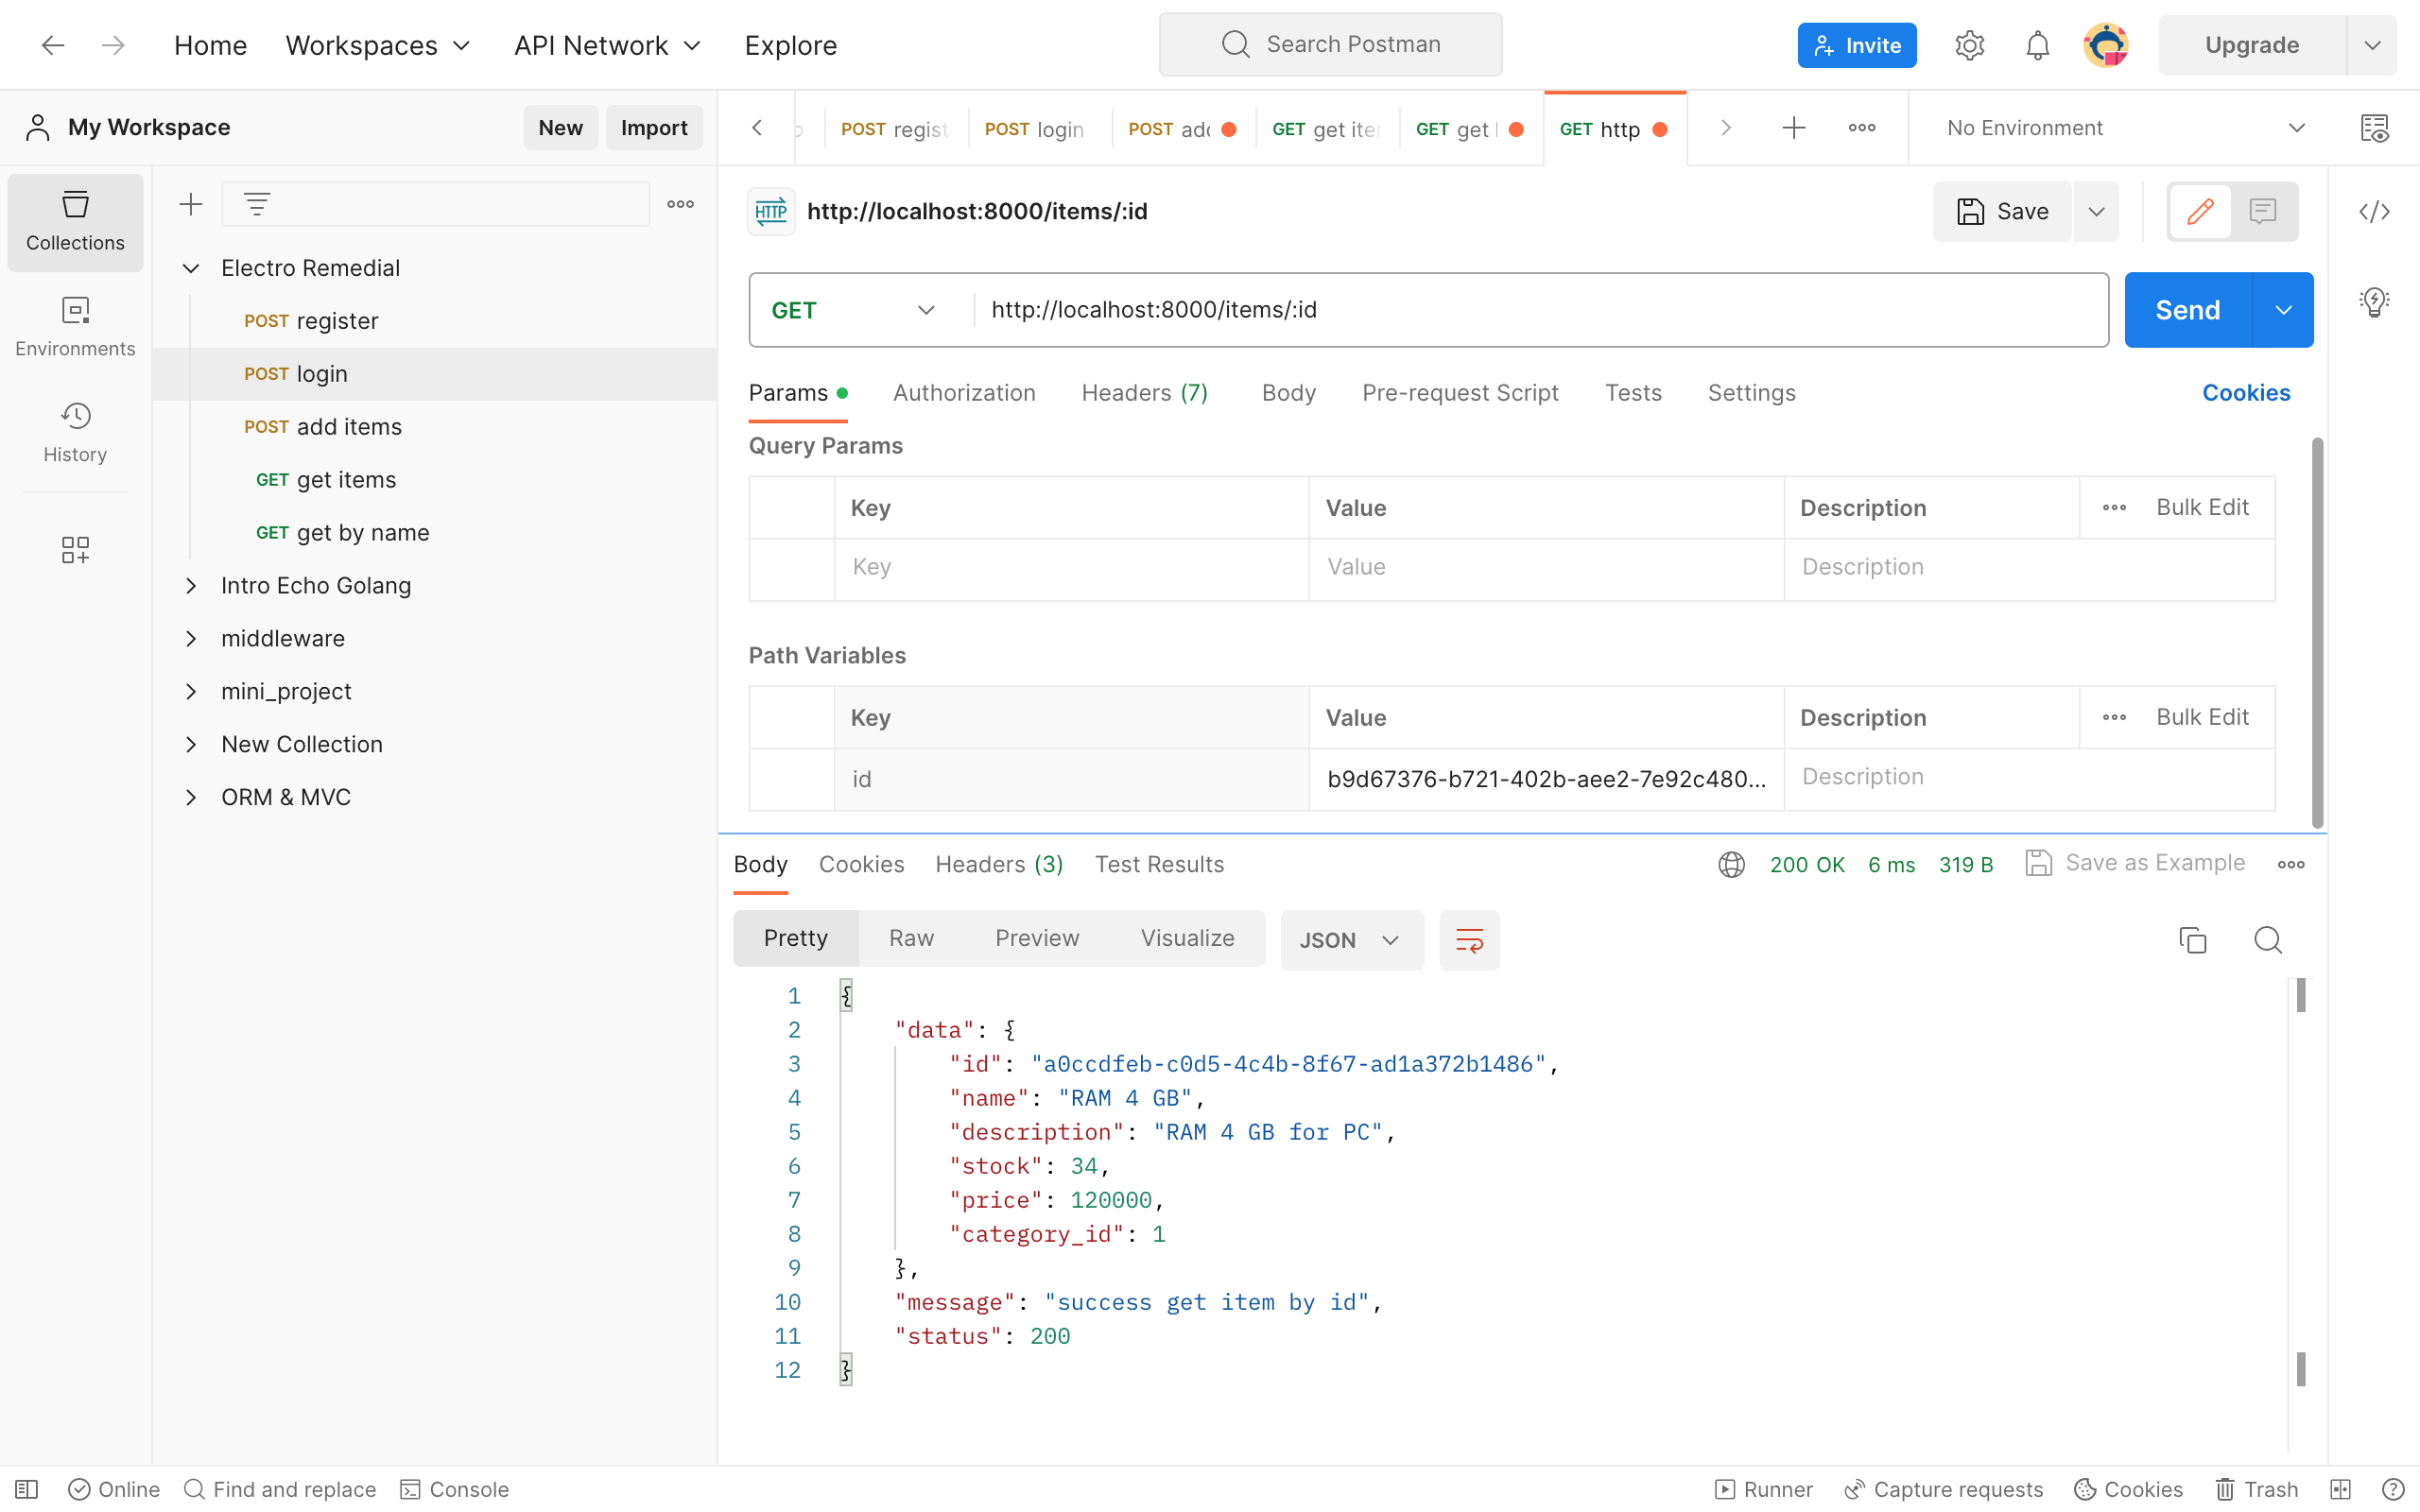 Home Workspaces API Network Explore Search Postman Invite Upgrade
My Workspace New Import POST regist POST login POST add GET get iter GET get GET http No Environment
Collections
Environments
History
Electro Remedial
POST register
POST login
POST add items
GET get items
GET get by name
Intro Echo Golang
middleware
mini_project
New Collection
ORM & MVC
HTTP http://localhost:8000/items/:id Save
GET http://localhost:8000/items/:id Send
Params Authorization Headers (7) Body Pre-request Script Tests Settings Cookies
Query Params
Key Value Description Bulk Edit
Key Value Description
Path Variables
Key Value Description Bulk Edit
id b9d67376-b721-402b-aee2-7e92c480... Description
Body Cookies Headers (3) Test Results 200 OK 6 ms 319 B Save as Example
Pretty Raw Preview Visualize JSON
1 {
2 "data": {
3 "id": "a0ccdfeb-c0d5-4c4b-8f67-ad1a372b1486",
4 "name": "RAM 4 GB",
5 "description": "RAM 4 GB for PC",
6 "stock": 34,
7 "price": 120000,
8 "category_id": 1
9 },
10 "message": "success get item by id",
11 "status": 200
12 }
Online Find and replace Console Runner Capture requests Cookies Trash